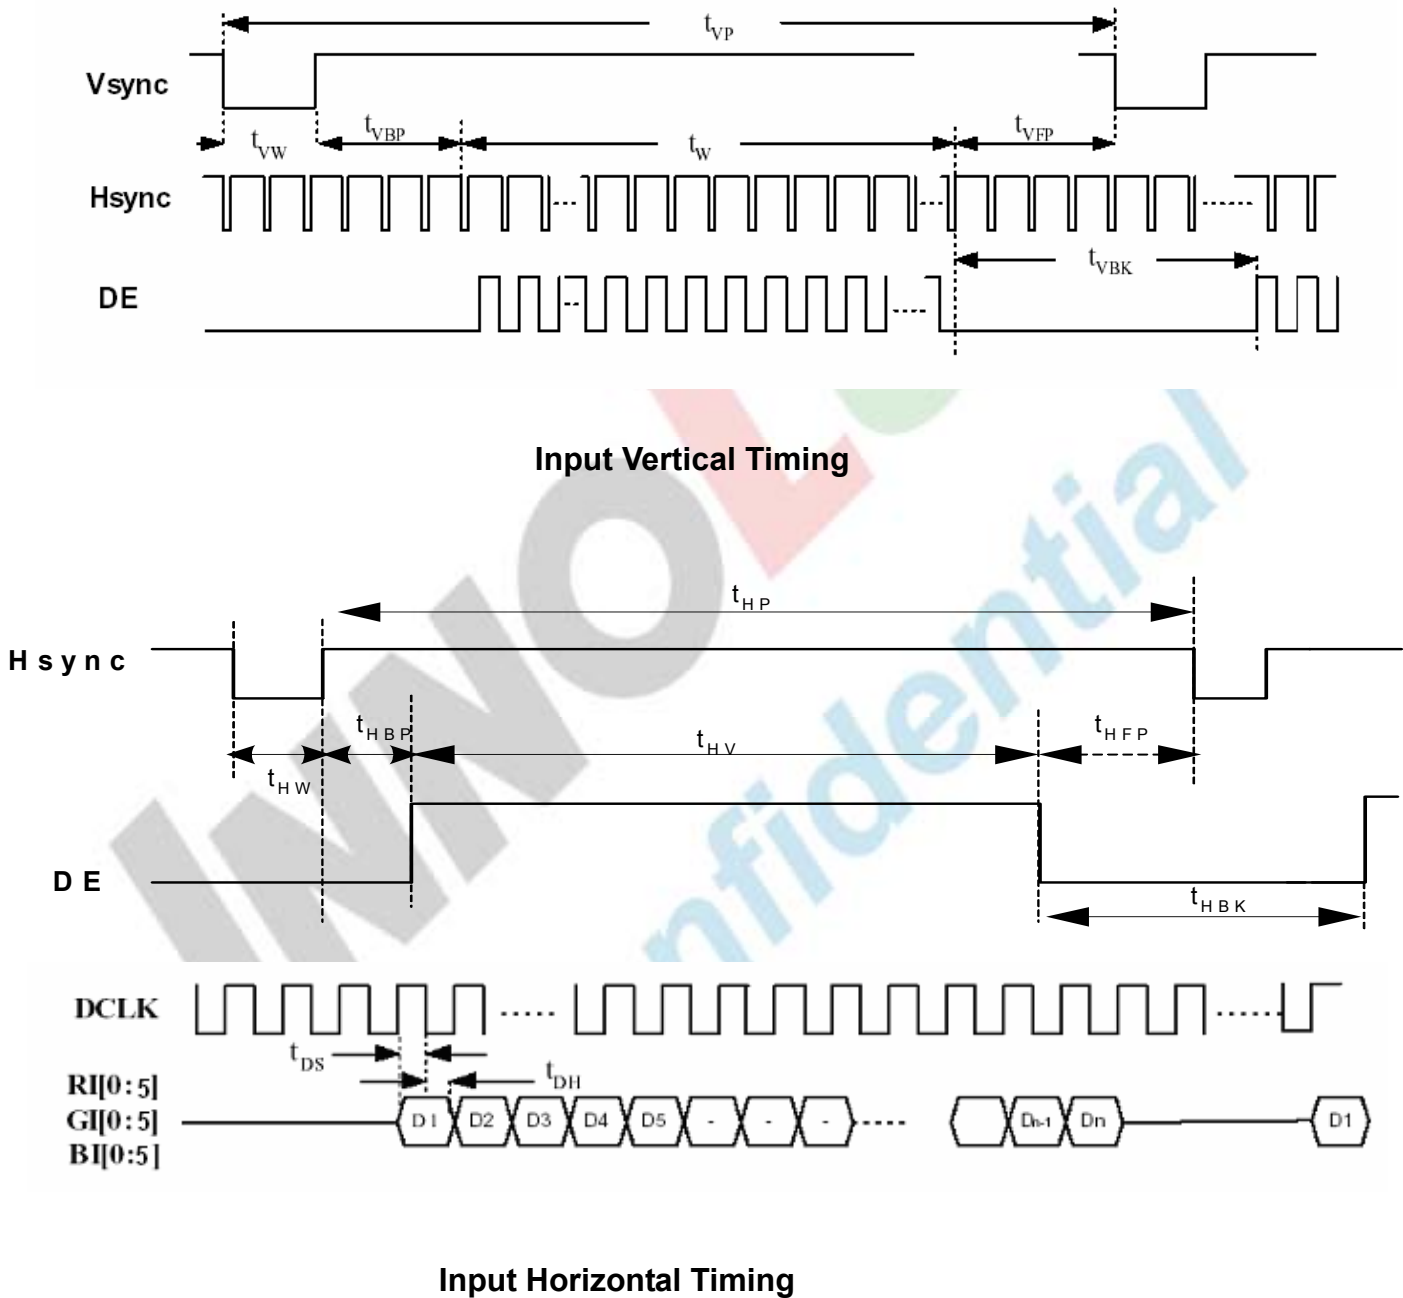 tVP
Vsync
tVW tVBP tW tVFP
Hsync
tVBK
DE
Input Vertical Timing
tHP
Hsync
tHBP tHV tHFP
tHW
DE
tHBK
DCLK
tDS
tDH
RI[0:5]
GI[0:5]
BI[0:5]
D1 D2 D3 D4 D5 - - - Dn-1 Dn D1
Input Horizontal Timing